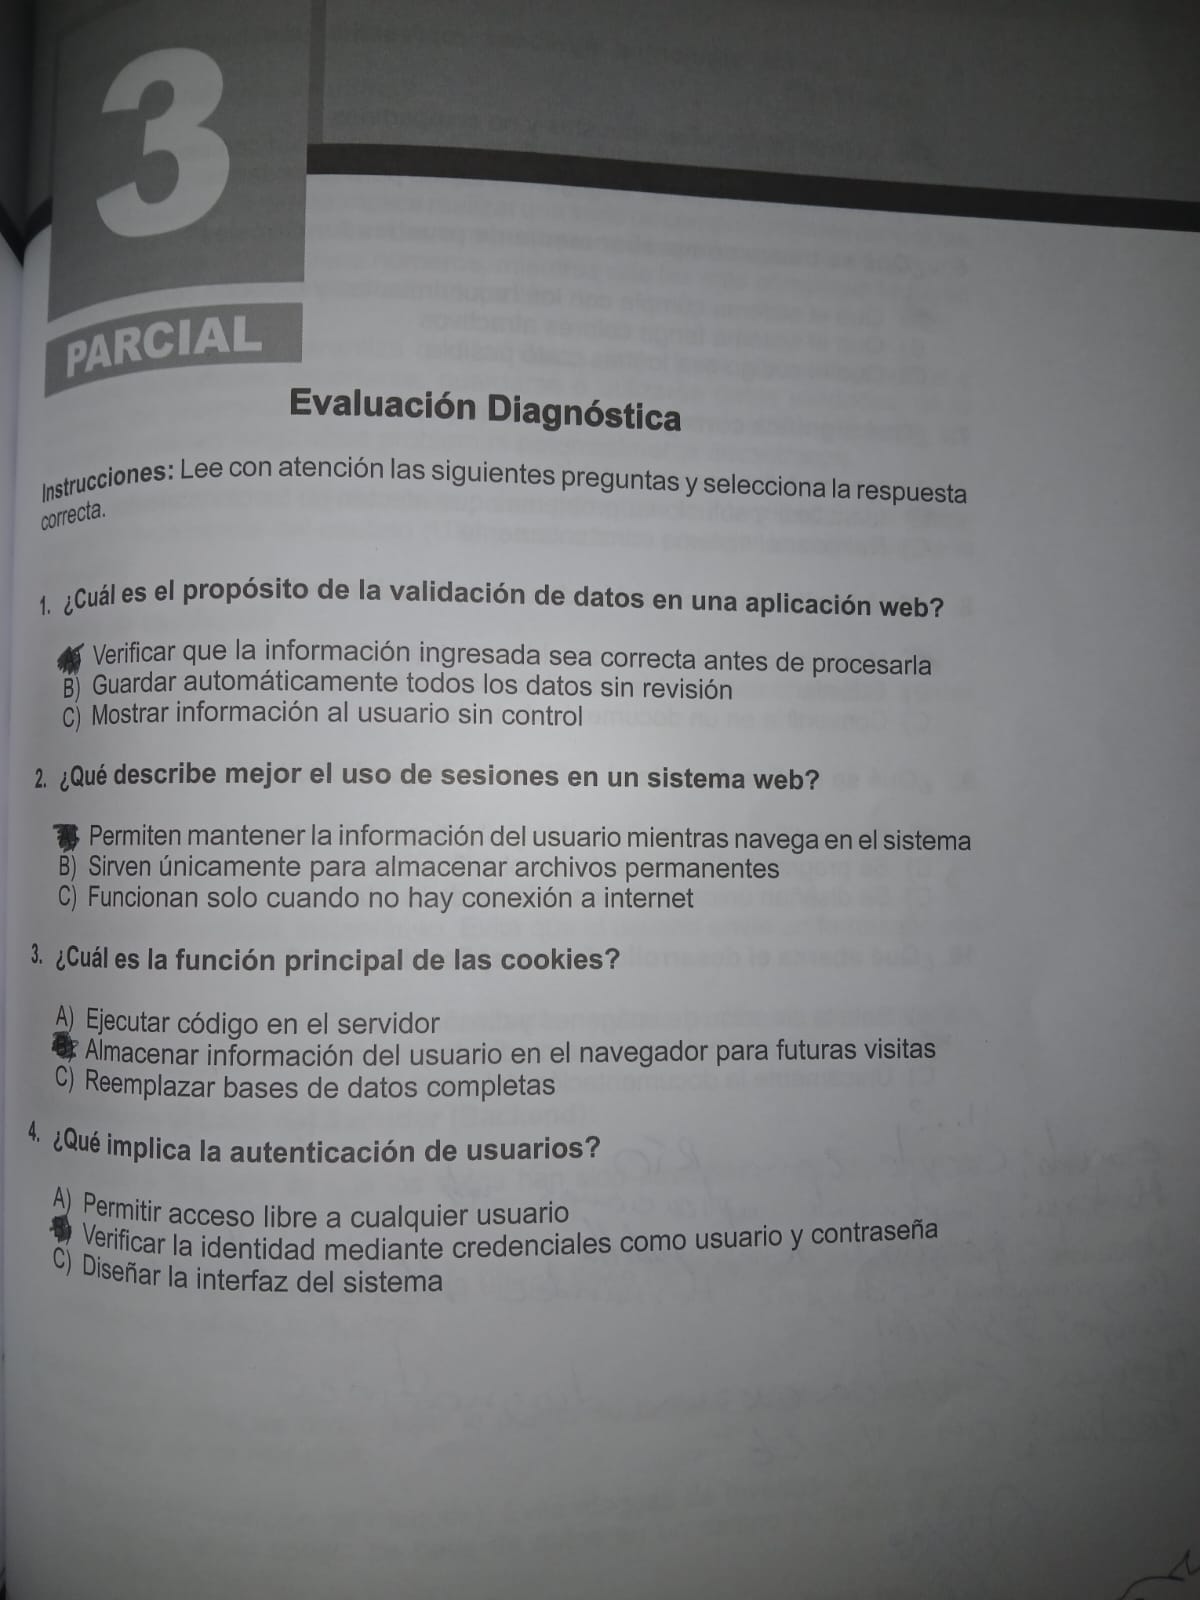 3
PARCIAL
Evaluación Diagnóstica
Instrucciones: Lee con atención las siguientes preguntas y selecciona la respuesta
correcta.
1. ¿Cuál es el propósito de la validación de datos en una aplicación web?
A) Verificar que la información ingresada sea correcta antes de procesarla
B) Guardar automáticamente todos los datos sin revisión
C) Mostrar información al usuario sin control
2. ¿Qué describe mejor el uso de sesiones en un sistema web?
A) Permiten mantener la información del usuario mientras navega en el sistema
B) Sirven únicamente para almacenar archivos permanentes
C) Funcionan solo cuando no hay conexión a internet
3. ¿Cuál es la función principal de las cookies?
A) Ejecutar código en el servidor
B) Almacenar información del usuario en el navegador para futuras visitas
C) Reemplazar bases de datos completas
4. ¿Qué implica la autenticación de usuarios?
A) Permitir acceso libre a cualquier usuario
B) Verificar la identidad mediante credenciales como usuario y contraseña
C) Diseñar la interfaz del sistema